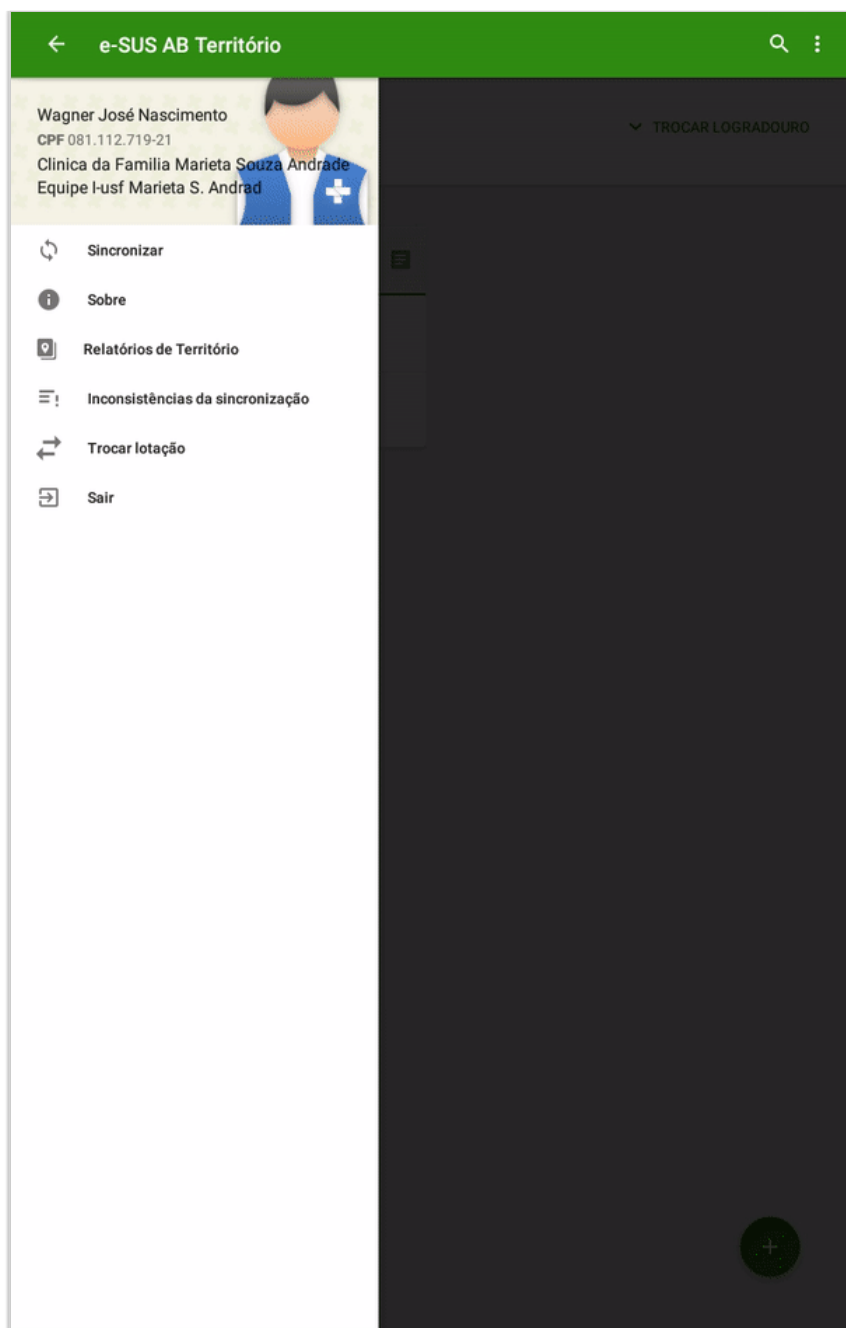 e-SUS AB Território
Wagner José Nascimento
CPF 081.112.719-21
Clinica da Familia Marieta Souza Andrade
Equipe I-usf Marieta S. Andrad
TROCAR LOGRADOURO
Sincronizar
Sobre
Relatórios de Território
Inconsistências da sincronização
Trocar lotação
Sair